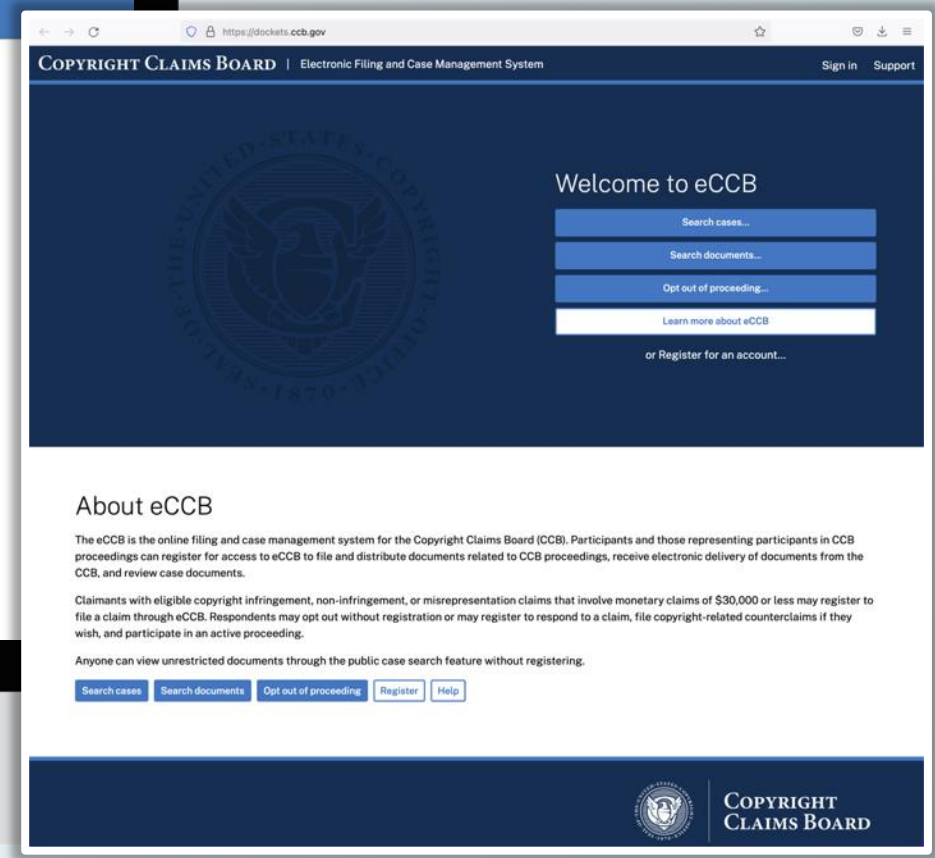 https://dockets.ccb.gov
COPYRIGHT CLAIMS BOARD | Electronic Filing and Case Management System
Sign in Support
SEAL OF THE UNITED STATES COPYRIGHT OFFICE
1870
Welcome to eCCB
Search cases...
Search documents...
Opt out of proceeding...
Learn more about eCCB
or Register for an account...
About eCCB
The eCCB is the online filing and case management system for the Copyright Claims Board (CCB). Participants and those representing participants in CCB
proceedings can register for access to eCCB to file and distribute documents related to CCB proceedings, receive electronic delivery of documents from the
CCB, and review case documents.
Claimants with eligible copyright infringement, non-infringement, or misrepresentation claims that involve monetary claims of $30,000 or less may register to
file a claim through eCCB. Respondents may opt out without registration or may register to respond to a claim, file copyright-related counterclaims if they
wish, and participate in an active proceeding.
Anyone can view unrestricted documents through the public case search feature without registering.
Search cases Search documents Opt out of proceeding Register Help
COPYRIGHT
CLAIMS BOARD